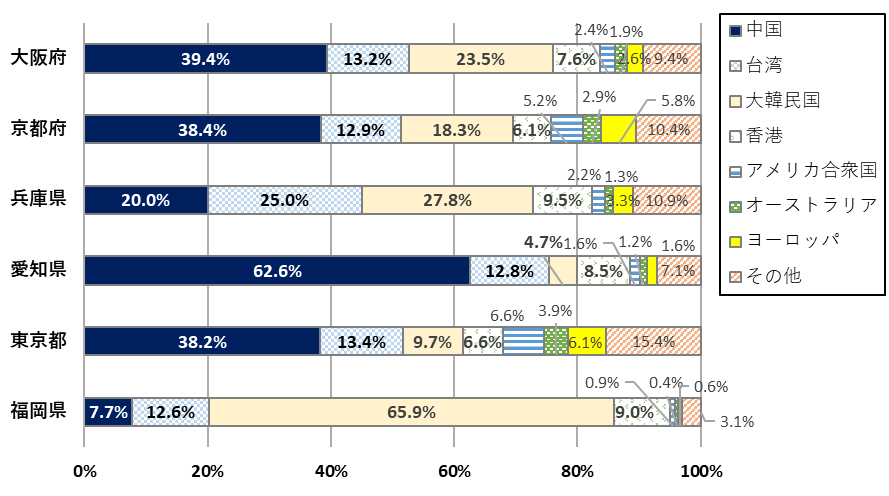 大阪府 39.4% 13.2% 23.5% 7.6% 2.4% 1.9% 2.6% 9.4%
京都府 38.4% 12.9% 18.3% 6.1% 5.2% 2.9% 5.8% 10.4%
兵庫県 20.0% 25.0% 27.8% 9.5% 2.2% 1.3% 3.3% 10.9%
愛知県 62.6% 12.8% 4.7% 8.5% 1.6% 1.2% 1.6% 7.1%
東京都 38.2% 13.4% 9.7% 6.6% 6.6% 3.9% 6.1% 15.4%
福岡県 7.7% 12.6% 65.9% 9.0% 0.9% 0.4% 0.6% 3.1%
0% 20% 40% 60% 80% 100%
中国
台湾
大韓民国
香港
アメリカ合衆国
オーストラリア
ヨーロッパ
その他